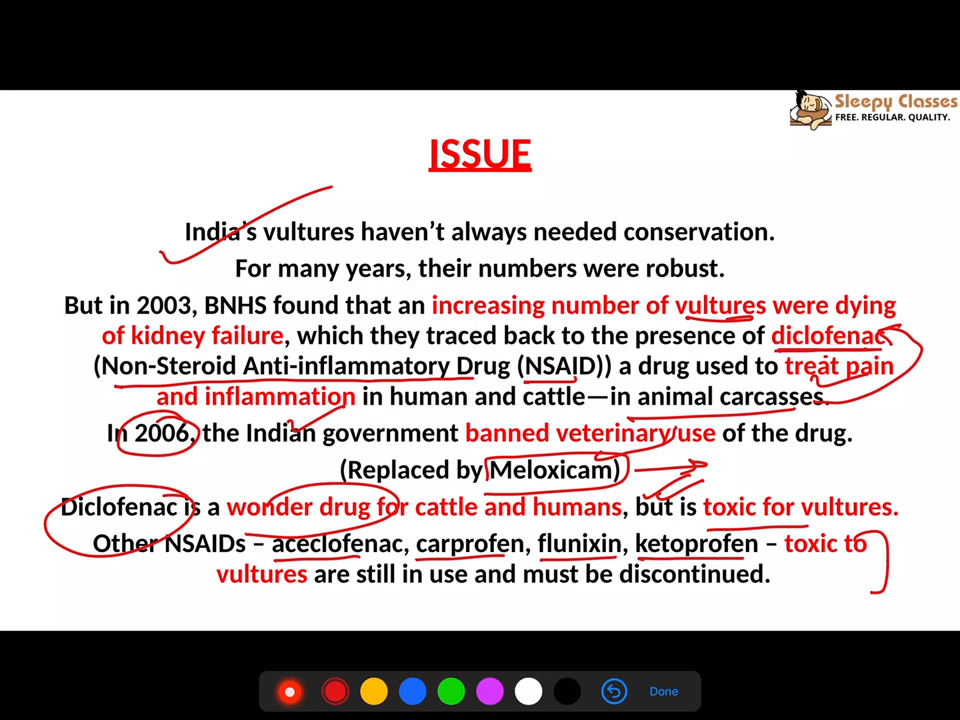 Sleepy Classes
FREE. REGULAR. QUALITY.
ISSUE
India’s vultures haven’t always needed conservation.
For many years, their numbers were robust.
But in 2003, BNHS found that an increasing number of vultures were dying
of kidney failure, which they traced back to the presence of diclofenac
(Non-Steroid Anti-inflammatory Drug (NSAID)) a drug used to treat pain
and inflammation in human and cattle—in animal carcasses.
In 2006, the Indian government banned veterinary use of the drug.
(Replaced by Meloxicam)
Diclofenac is a wonder drug for cattle and humans, but is toxic for vultures.
Other NSAIDs – aceclofenac, carprofen, flunixin, ketoprofen – toxic to
vultures are still in use and must be discontinued.
Done